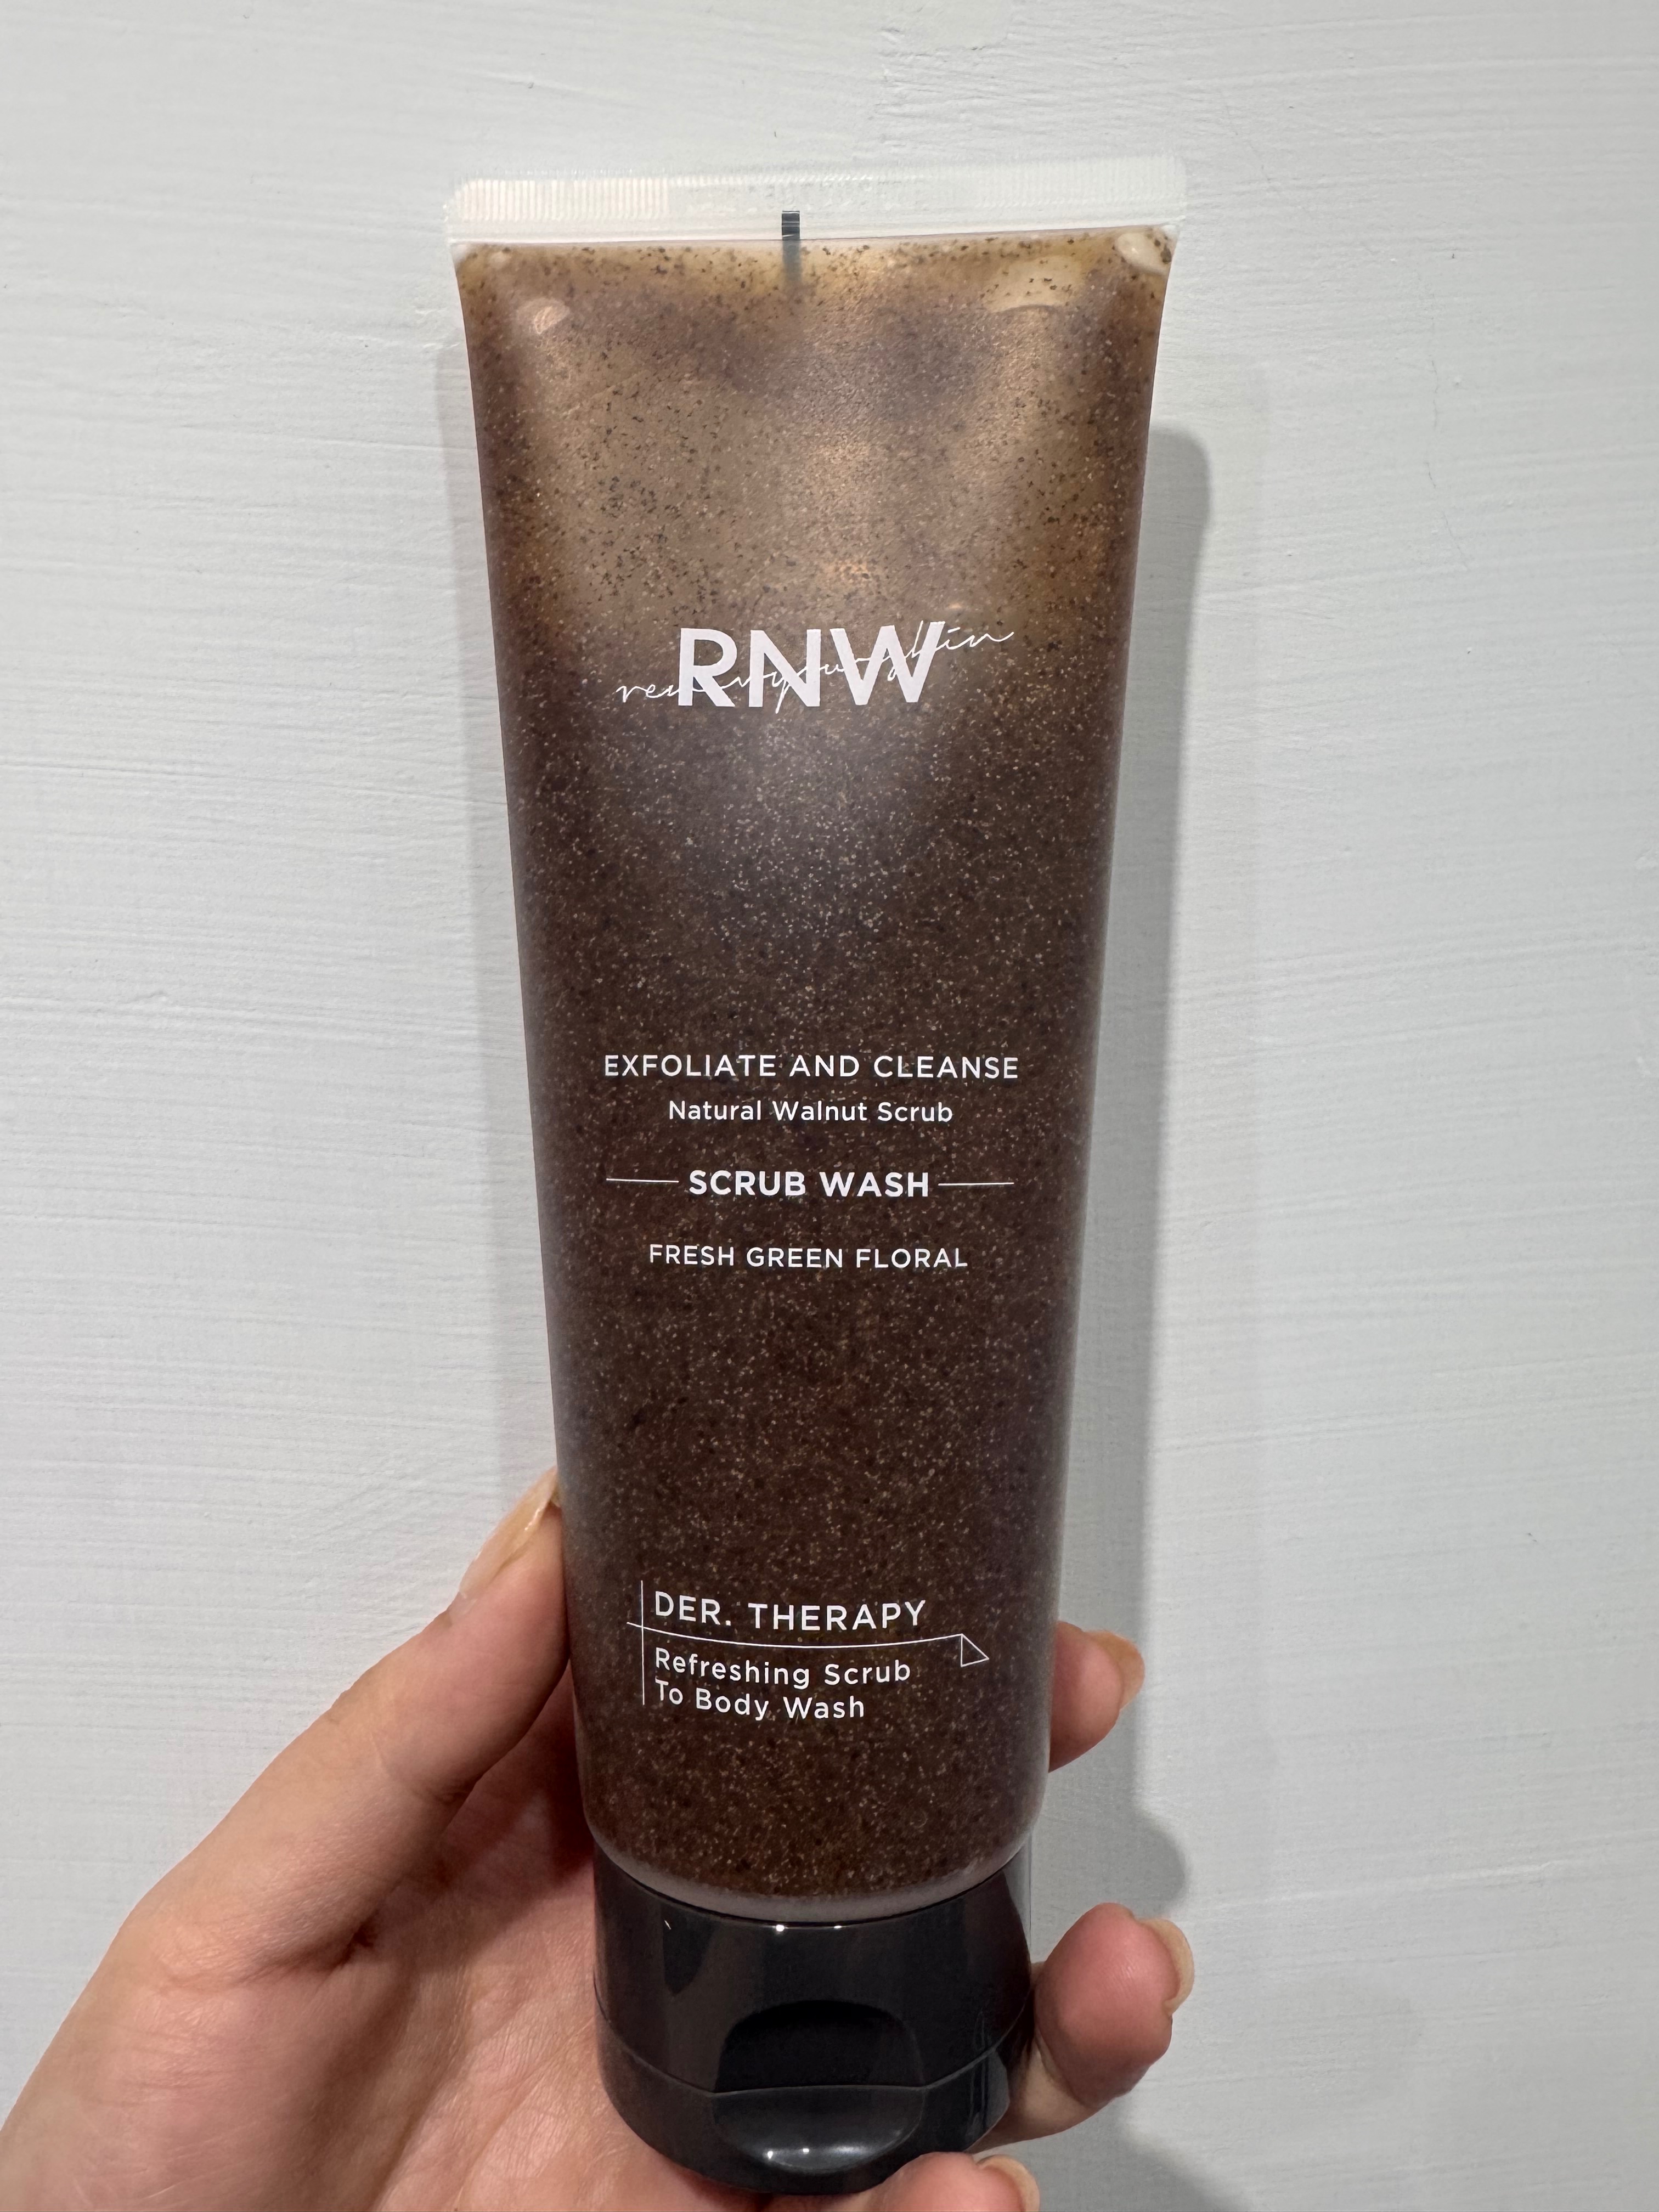 RNW
renewyourskin
EXFOLIATE AND CLEANSE
Natural Walnut Scrub
SCRUB WASH
FRESH GREEN FLORAL
DER. THERAPY
Refreshing Scrub
To Body Wash